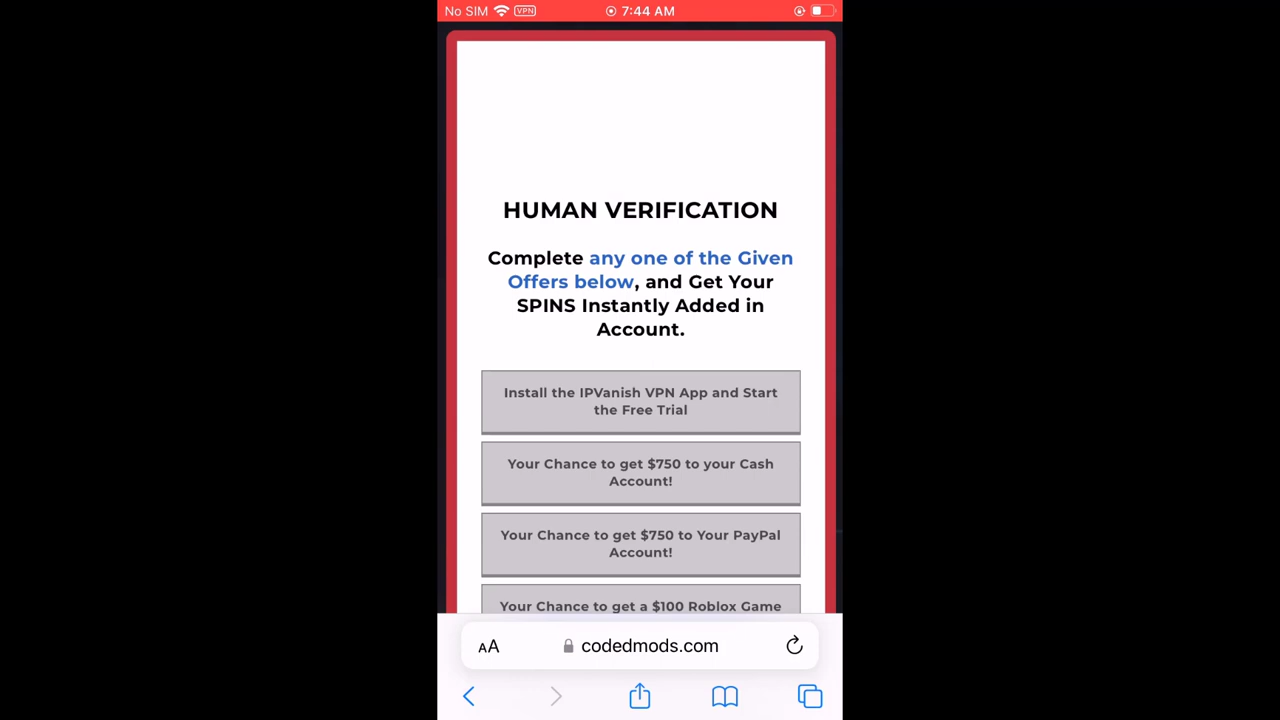 No SIM VPN 7:44 AM
HUMAN VERIFICATION
Complete any one of the Given
Offers below, and Get Your
SPINS Instantly Added in
Account.
Install the IPVanish VPN App and Start
the Free Trial
Your Chance to get $750 to your Cash
Account!
Your Chance to get $750 to Your PayPal
Account!
Your Chance to get a $100 Roblox Game
AA codedmods.com